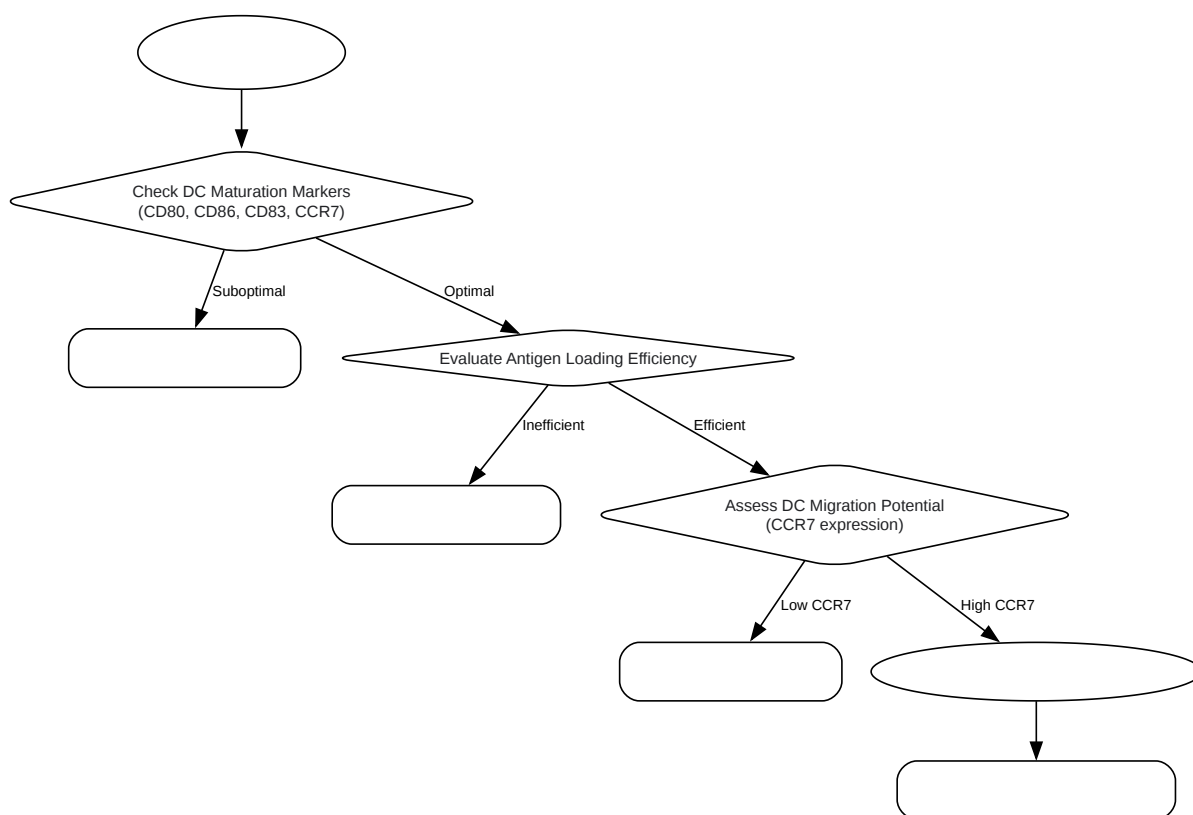 Check DC Maturation Markers
(CD80, CD86, CD83, CCR7)
Suboptimal
Optimal
Evaluate Antigen Loading Efficiency
Inefficient
Efficient
Assess DC Migration Potential
(CCR7 expression)
Low CCR7
High CCR7